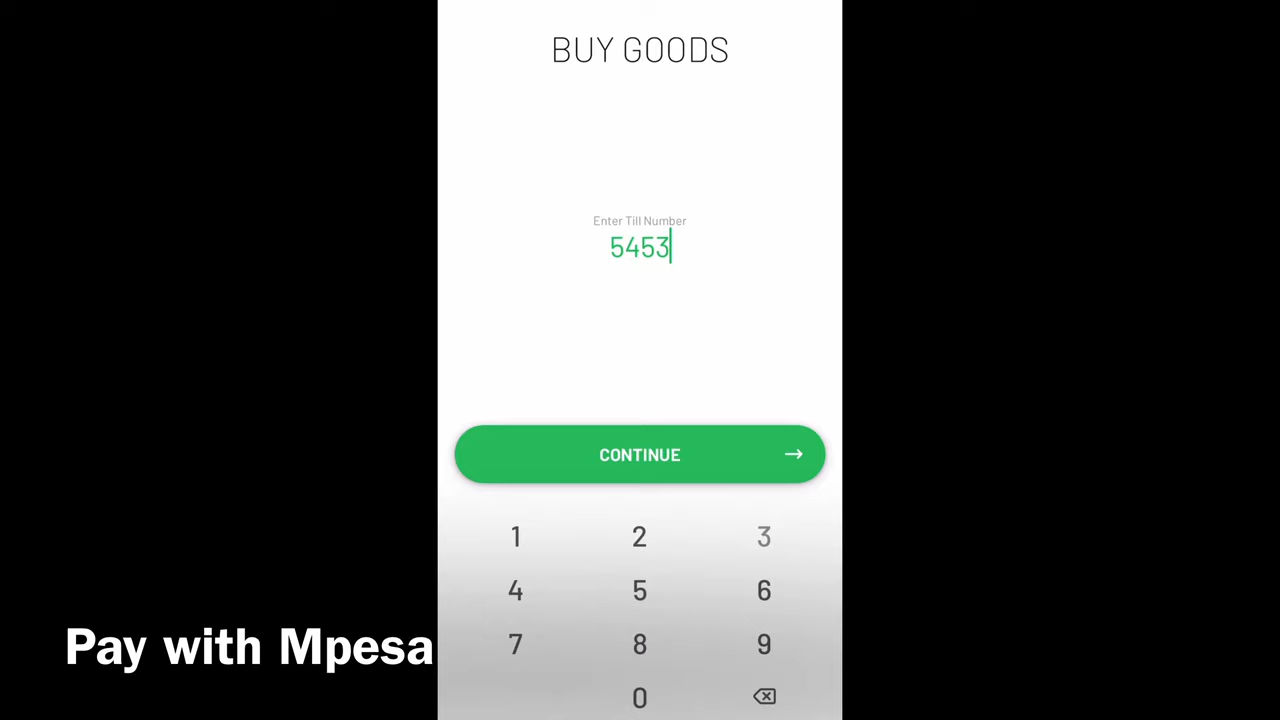 BUY GOODS
Enter Till Number
5453
CONTINUE
1 2 3
4 5 6
7 8 9
0
Pay with Mpesa